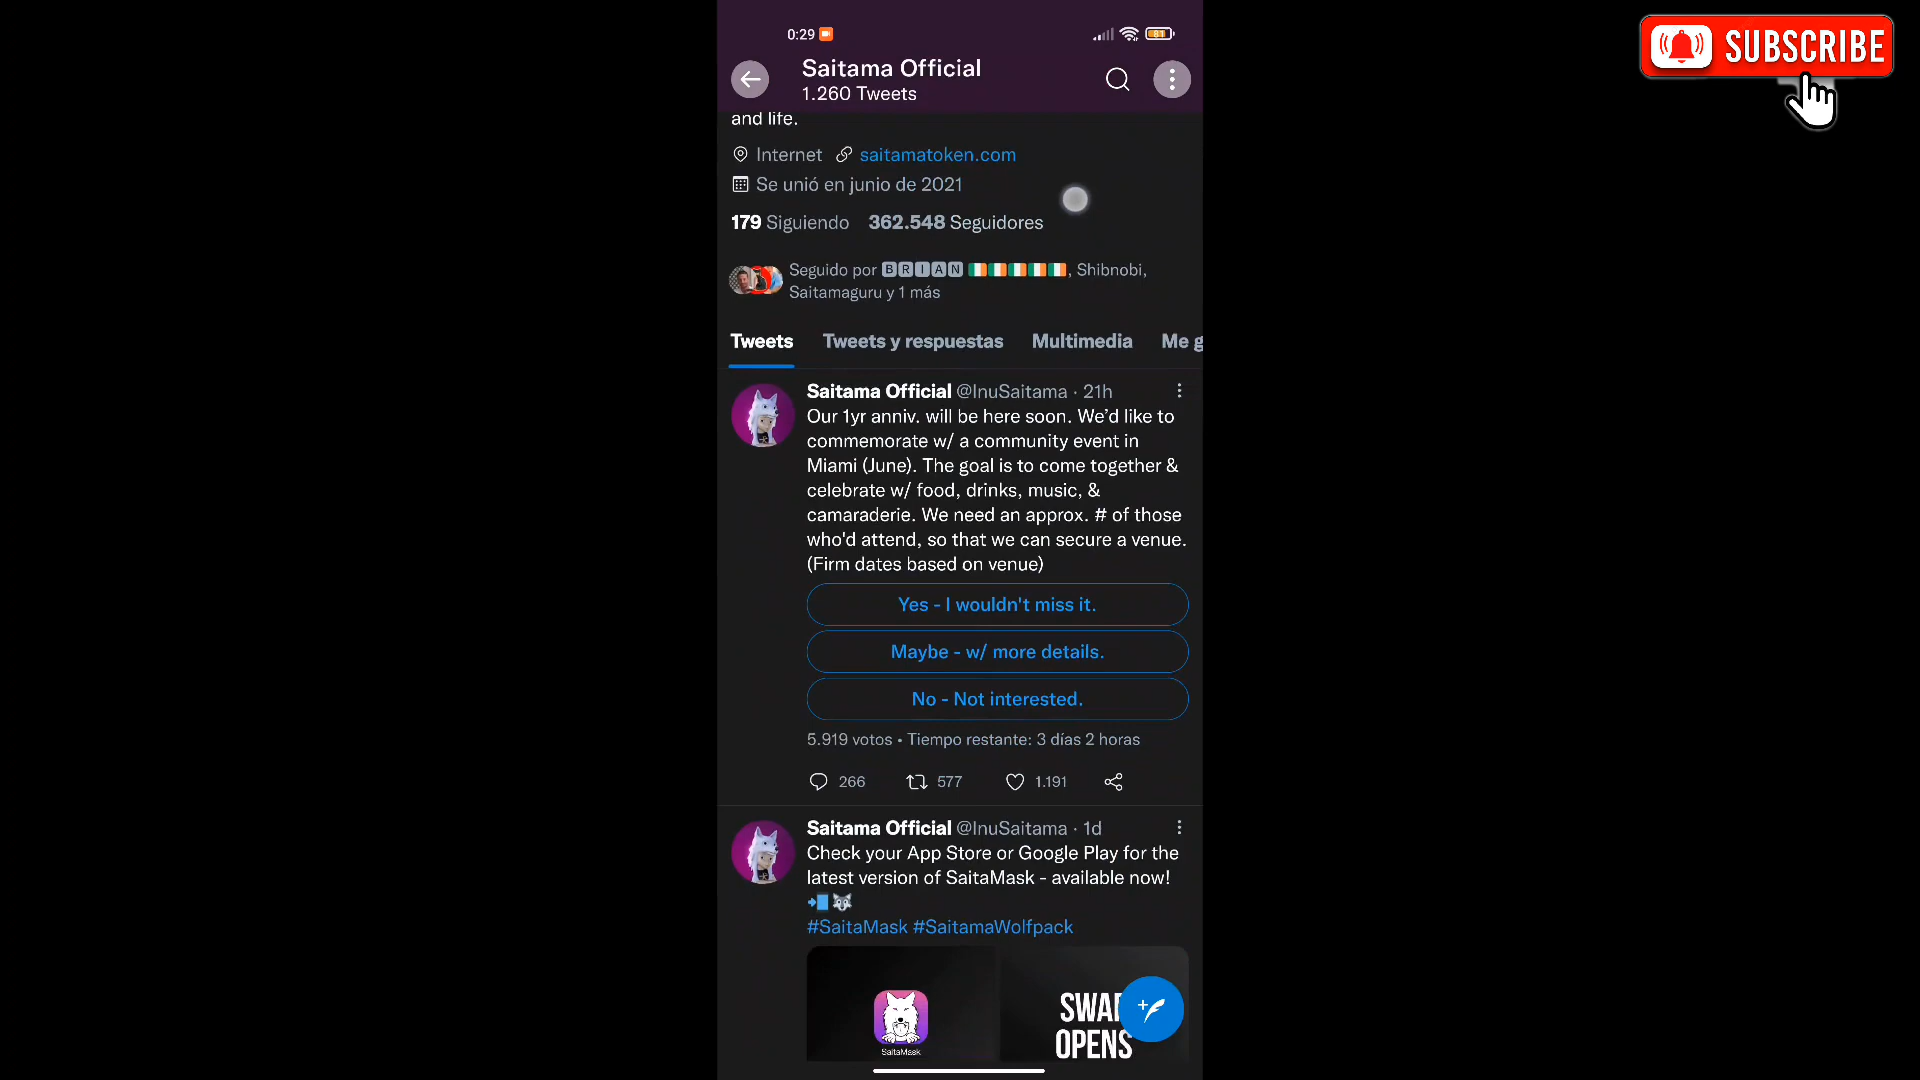 SUBSCRIBE
0:29
81
Saitama Official
1.260 Tweets
and life.
Internet saitamatoken.com
Se unió en junio de 2021
179 Siguiendo 362.548 Seguidores
Seguido por 🅱🆁🅸🅰🅽 🇮🇪🇮🇪🇮🇪🇮🇪🇮🇪, Shibnobi,
Saitamaguru y 1 más
Tweets Tweets y respuestas Multimedia Me g
Saitama Official @InuSaitama · 21h
Our 1yr anniv. will be here soon. We’d like to
commemorate w/ a community event in
Miami (June). The goal is to come together &
celebrate w/ food, drinks, music, &
camaraderie. We need an approx. # of those
who'd attend, so that we can secure a venue.
(Firm dates based on venue)
Yes - I wouldn't miss it.
Maybe - w/ more details.
No - Not interested.
5.919 votos • Tiempo restante: 3 días 2 horas
266 577 1.191
Saitama Official @InuSaitama · 1d
Check your App Store or Google Play for the
latest version of SaitaMask - available now!
📲🐺
#SaitaMask #SaitamaWolfpack
SaitaMask
SWAP
OPENS